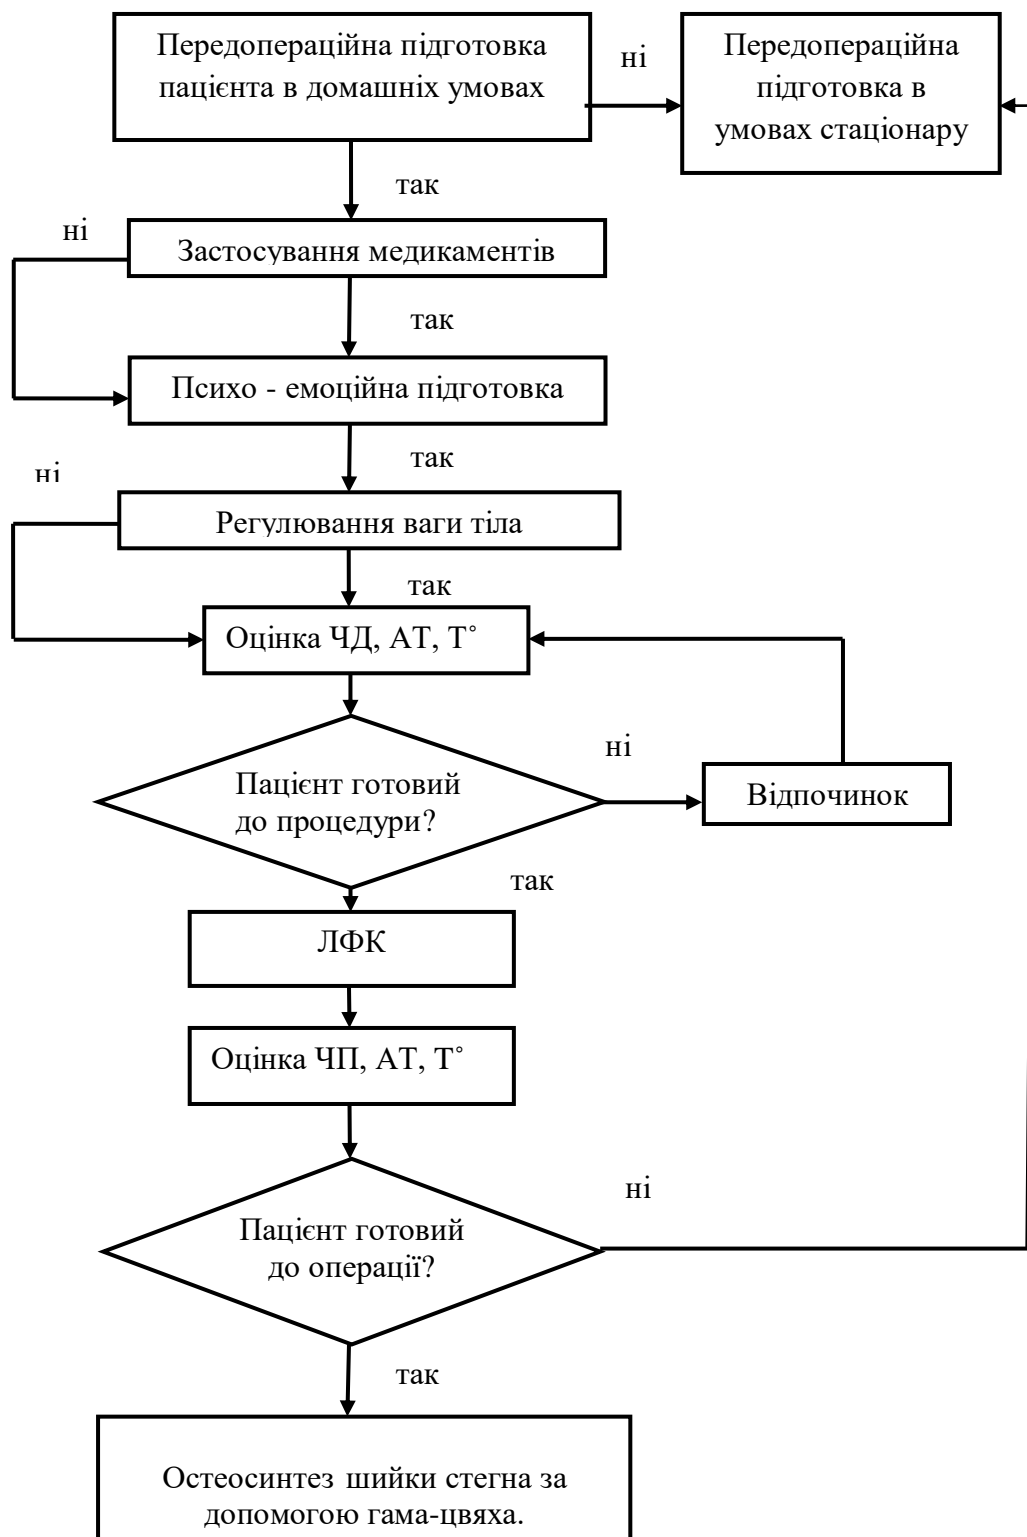 Передопераційна підготовка
пацієнта в домашніх умовах
ні
Передопераційна
підготовка в
умовах стаціонару
так
ні
Застосування медикаментів
так
Психо - емоційна підготовка
так
ні
Регулювання ваги тіла
так
Оцінка ЧД, АТ, Т˚
ні
Пацієнт готовий
до процедури?
Відпочинок
так
ЛФК
Оцінка ЧП, АТ, Т˚
ні
Пацієнт готовий
до операції?
так
Остеосинтез шийки стегна за
допомогою гама-цвяха.